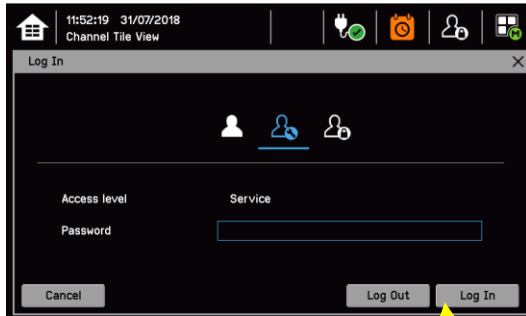 11:52:19 31/07/2018
Channel Tile View
Log In
Access level Service
Password
Cancel Log Out Log In